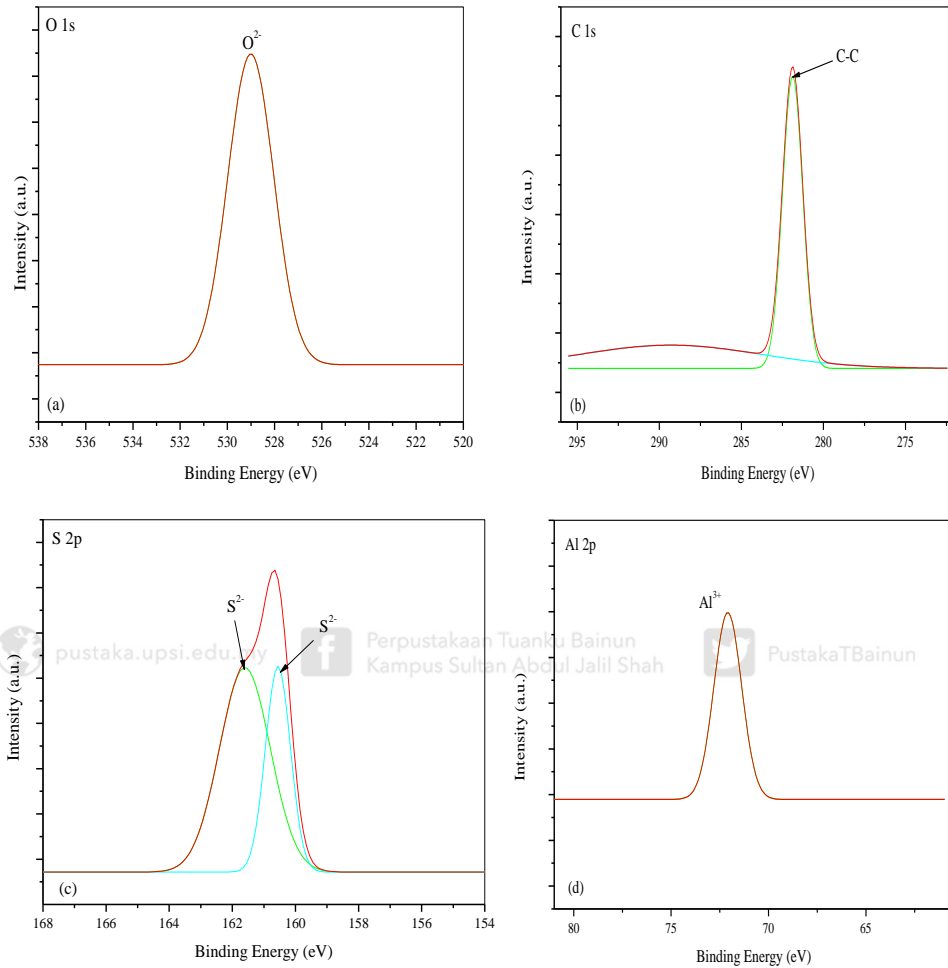 O 1s
O2-
Intensity (a.u.)
(a)
538 536 534 532 530 528 526 524 522 520
Binding Energy (eV)
C 1s
C-C
Intensity (a.u.)
(b)
295 290 285 280 275
Binding Energy (eV)
S 2p
S2-
S2-
Intensity (a.u.)
(c)
168 166 164 162 160 158 156 154
Binding Energy (eV)
Al 2p
Al3+
Intensity (a.u.)
(d)
80 75 70 65
Binding Energy (eV)
pustaka.upsi.edu.my
Perpustakaan Tuanku Bainun
Kampus Sultan Abdul Jalil Shah
PustakaTBainun